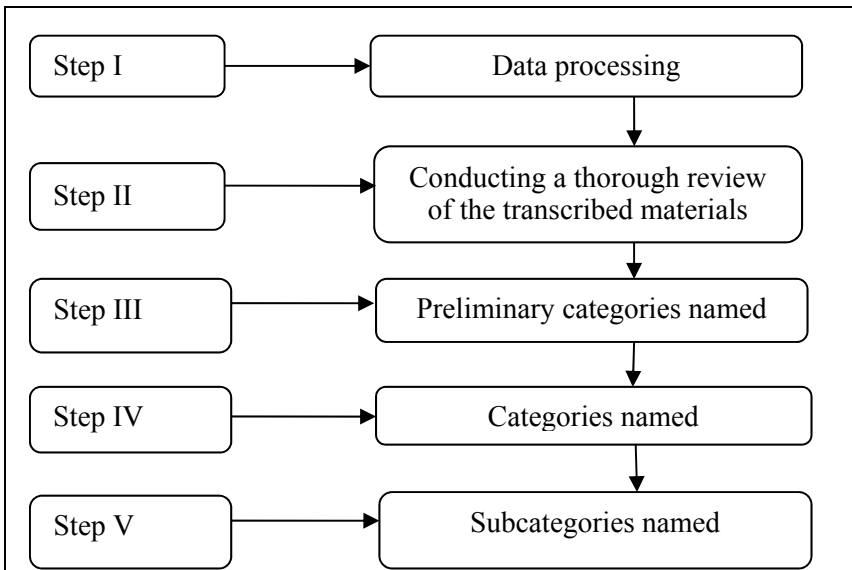 Step I
Data processing
Step II
Conducting a thorough review
of the transcribed materials
Step III
Preliminary categories named
Step IV
Categories named
Step V
Subcategories named